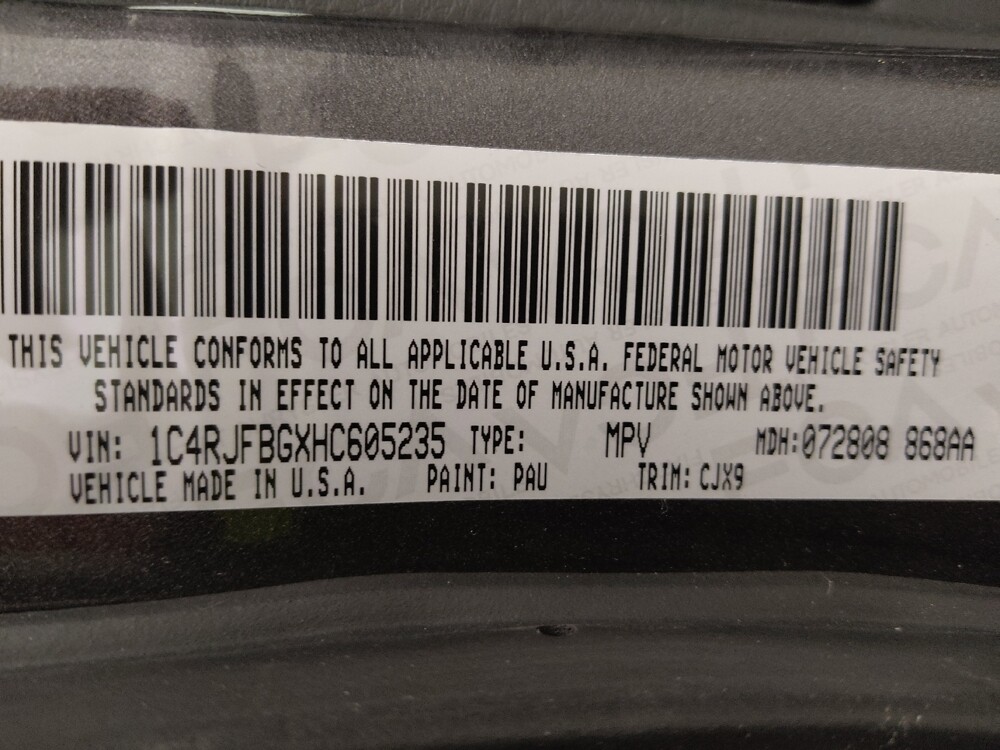 THIS VEHICLE CONFORMS TO ALL APPLICABLE U.S.A. FEDERAL MOTOR VEHICLE SAFETY
STANDARDS IN EFFECT ON THE DATE OF MANUFACTURE SHOWN ABOVE.
VIN: 1C4RJFBGXHC605235 TYPE: MPV MDH:072808 868AA
VEHICLE MADE IN U.S.A. PAINT: PAU TRIM: CJX9